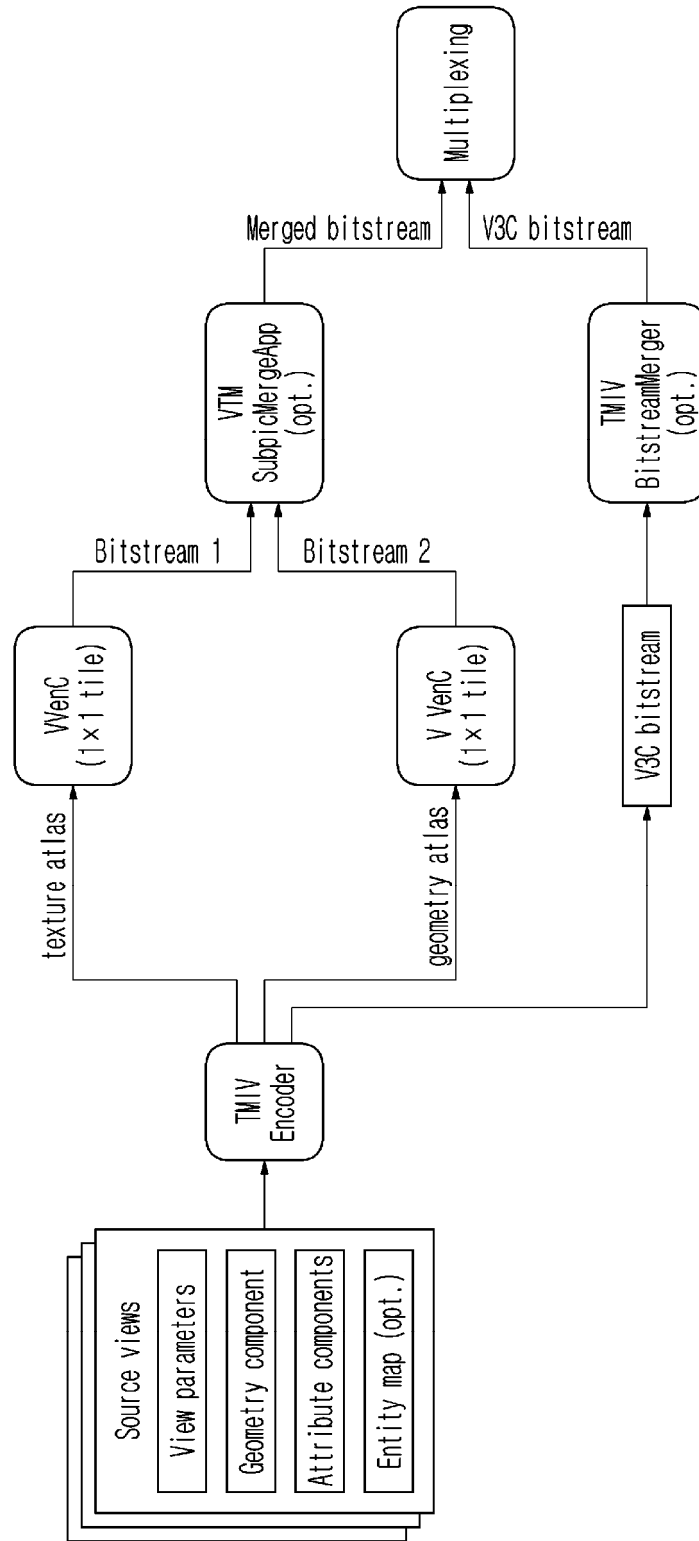 Source views
View parameters
Geometry component
Attribute components
Entity map (opt.)
TMIV
Encoder
texture atlas
geometry atlas
VVenC
(1×1 tile)
V VenC
(1×1 tile)
V3C bitstream
Bitstream 1
Bitstream 2
VTM
SubpicMergeApp
(opt.)
TMIV
BitstreamMerger
(opt.)
Merged bitstream
V3C bitstream
Multiplexing